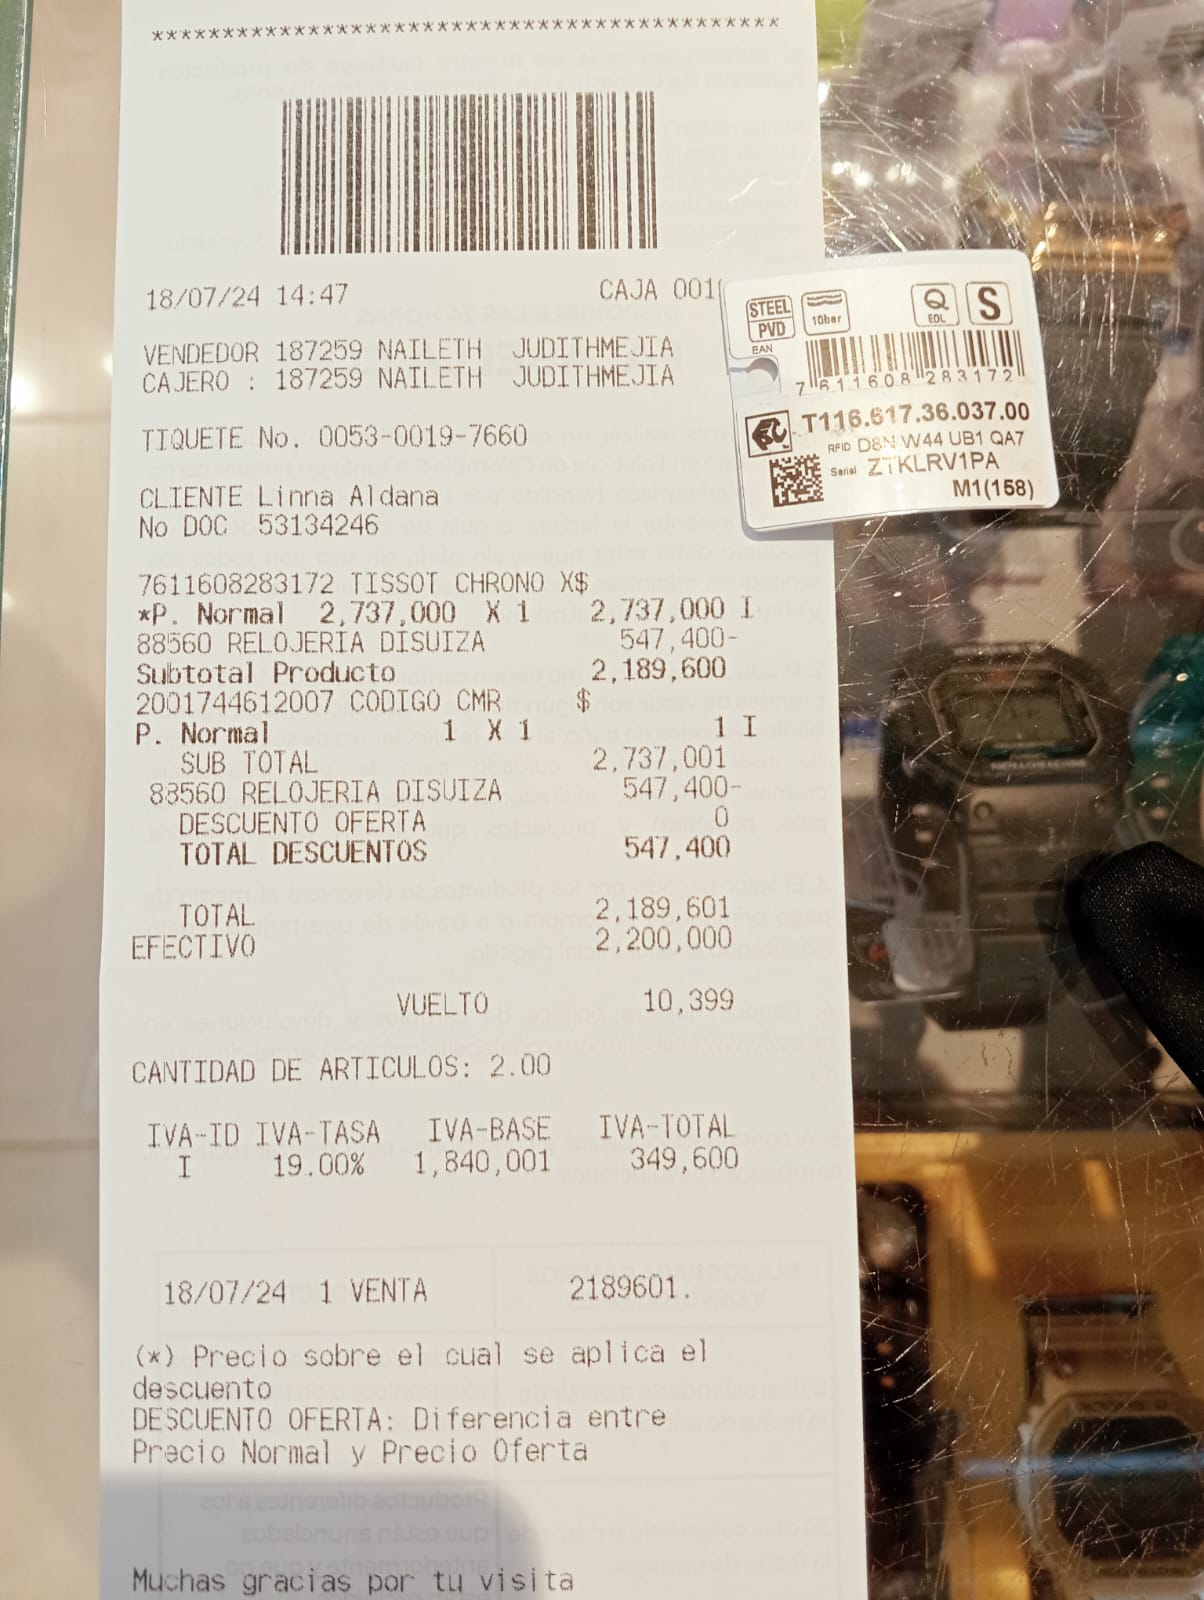 ****************************************
18/07/24 14:47 CAJA 001
VENDEDOR 187259 NAILETH JUDITHMEJIA
CAJERO : 187259 NAILETH JUDITHMEJIA
TIQUETE No. 0053-0019-7660
CLIENTE Linna Aldana
No DOC 53134246
7611608283172 TISSOT CHRONO X$
*P. Normal 2,737,000 X 1 2,737,000 I
88560 RELOJERIA DISUIZA 547,400-
Subtotal Producto 2,189,600
2001744612007 CODIGO CMR $
P. Normal 1 X 1 1 I
SUB TOTAL 2,737,001
88560 RELOJERIA DISUIZA 547,400-
DESCUENTO OFERTA 0
TOTAL DESCUENTOS 547,400
TOTAL 2,189,601
EFECTIVO 2,200,000
VUELTO 10,399
CANTIDAD DE ARTICULOS: 2.00
IVA-ID IVA-TASA IVA-BASE IVA-TOTAL
I 19.00% 1,840,001 349,600
18/07/24 1 VENTA 2189601.
(*) Precio sobre el cual se aplica el
descuento
DESCUENTO OFERTA: Diferencia entre
Precio Normal y Precio Oferta
Muchas gracias por tu visita
STEEL
PVD
10bar
Q
EOL
S
EAN
7 611608 283172
T116.617.36.037.00
RFID D8N W44 UB1 QA7
Serial ZTKLRV1PA
M1(158)